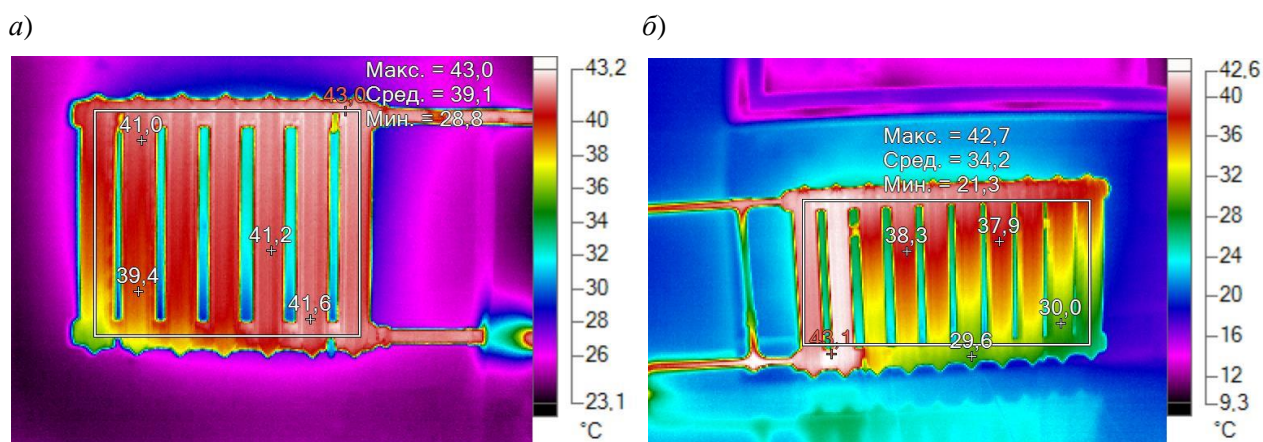 а)
б)
Макс. = 43,0
Сред. = 39,1
Мин. = 28,8
43,0
41,0
41,2
39,4
41,6
43,2
40
38
36
33
30
28
26
23,1
°C
Макс. = 42,7
Сред. = 34,2
Мин. = 21,3
38,3
37,9
43,1
29,6
30,0
42,6
40
36
32
28
24
20
16
12
9,3
°C